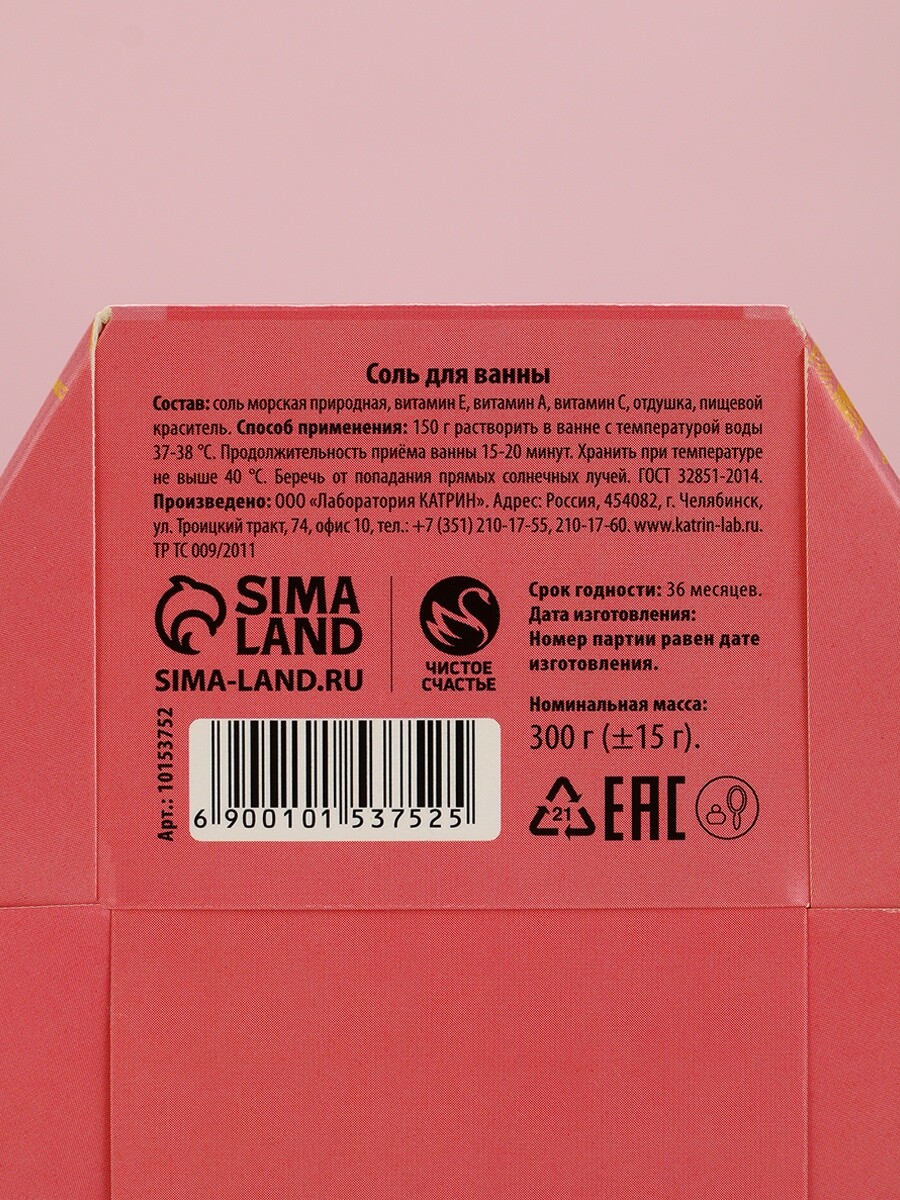 Соль для ванны
Состав: соль морская природная, витамин Е, витамин А, витамин С, отдушка, пищевой
краситель. Способ применения: 150 г растворить в ванне с температурой воды
37-38 °С. Продолжительность приёма ванны 15-20 минут. Хранить при температуре
не выше 40 °С. Беречь от попадания прямых солнечных лучей. ГОСТ 32851-2014.
Произведено: ООО «Лаборатория КАТРИН». Адрес: Россия, 454082, г. Челябинск,
ул. Троицкий тракт, 74, офис 10, тел.: +7 (351) 210-17-55, 210-17-60. www.katrin-lab.ru.
ТР ТС 009/2011
SIMA
LAND
SIMA-LAND.RU
ЧИСТОЕ
СЧАСТЬЕ
Срок годности: 36 месяцев.
Дата изготовления:
Номер партии равен дате
изготовления.
Номинальная масса:
300 г (±15 г).
Арт.: 10153752
6 900101 537525
21
ЕАС